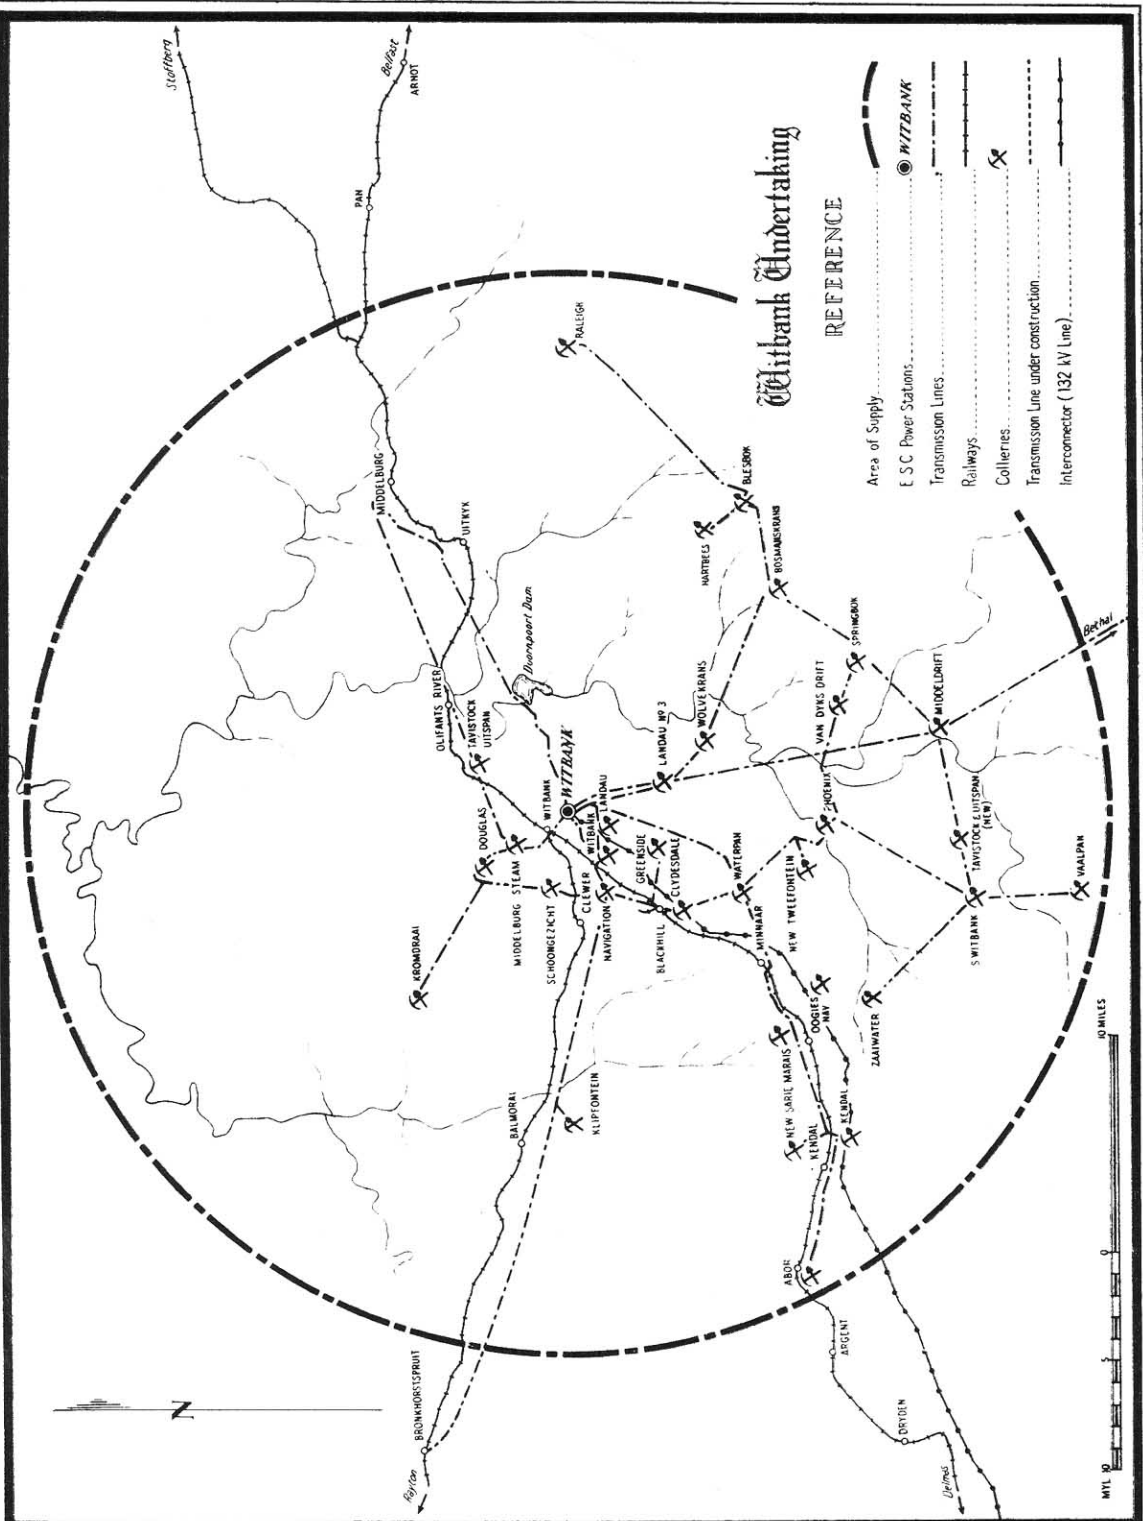 Stoffberg
Belfast
ARNOT
PAN
MIDDELBURG
UITKYK
RALEIGH
OLIFANTS RIVER
TAVISTOCK
UITSPAN
Doornpoort Dam
DOUGLAS
MIDDELBURG STEAM
WITBANK
WITBANK
WITBANK
LANDAU
LANDAU Nº 3
WOLVEKRANS
HARTBEES
BLESBOK
BOSMANSKRANS
SPRINGBOK
VAN DYKS DRIFT
MIDDELDRIFT
Bethal
KROMDRAAI
SCHOONGEZICHT
CLEWER
NAVIGATION
GREENSIDE
CLYDESDALE
BLACKHILL
WATERPAN
MINNAAR
NEW TWEEFONTEIN
PHOENIX
TAVISTOCK & UITSPAN
(NEW)
S WITBANK
VAALPAN
ZAAIWATER
OOGIES
NAV
NEW SARIE MARAIS
KENDAL
KENDAL
KLIPFONTEIN
BALMORAL
BRONKHORSTSPRUIT
Rayton
ABOR
ARGENT
DRYDEN
Delmas
N
Witbank Undertaking
REFERENCE
Area of Supply
E S C Power Stations WITBANK
Transmission Lines
Railways
Collieries
Transmission Line under construction
Interconnector (132 kV Line)
MYL 10 5 0 10 MILES